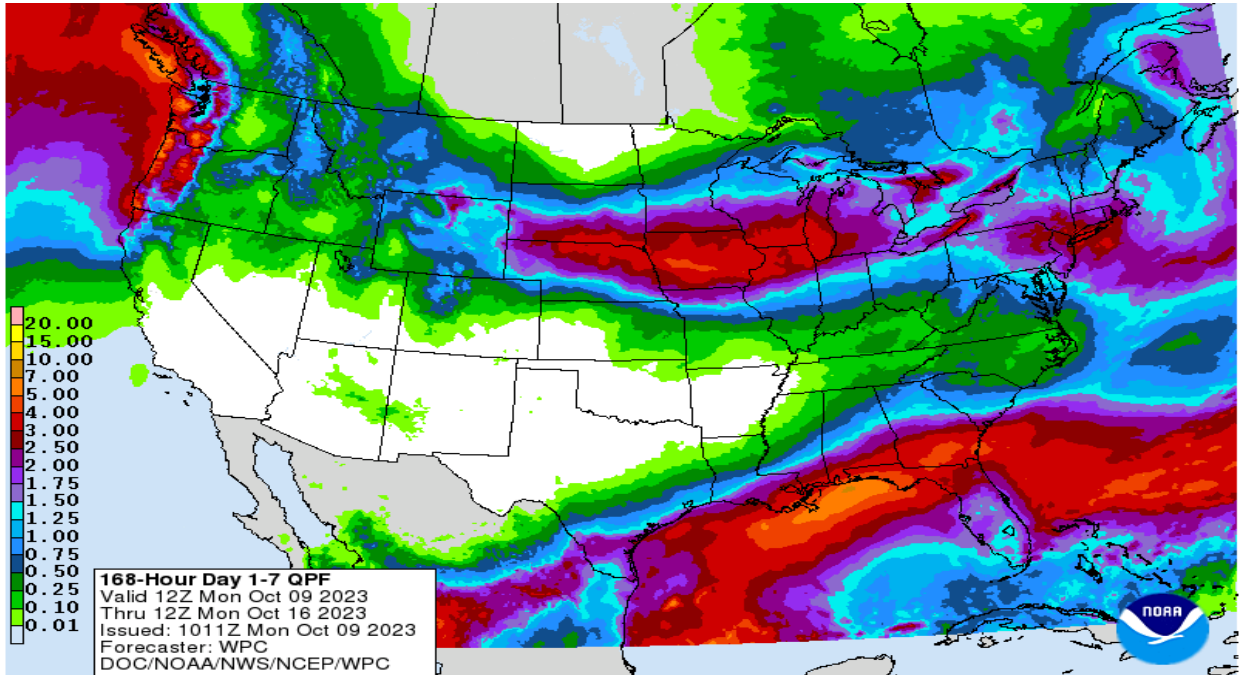 20.00
15.00
10.00
7.00
5.00
4.00
3.00
2.50
2.00
1.75
1.50
1.25
1.00
0.75
0.50
0.25
0.10
0.01
168-Hour Day 1-7 QPF
Valid 12Z Mon Oct 09 2023
Thru 12Z Mon Oct 16 2023
Issued: 1011Z Mon Oct 09 2023
Forecaster: WPC
DOC/NOAA/NWS/NCEP/WPC
NOAA